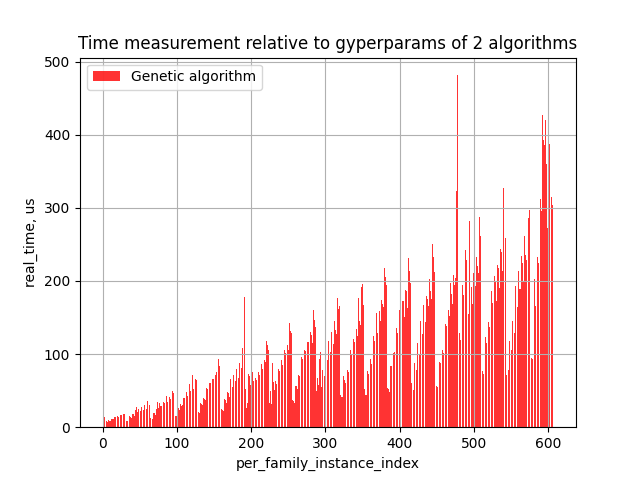 Time measurement relative to gyperparams of 2 algorithms
Genetic algorithm
500
400
300
200
100
0
real_time, us
0 100 200 300 400 500 600
per_family_instance_index